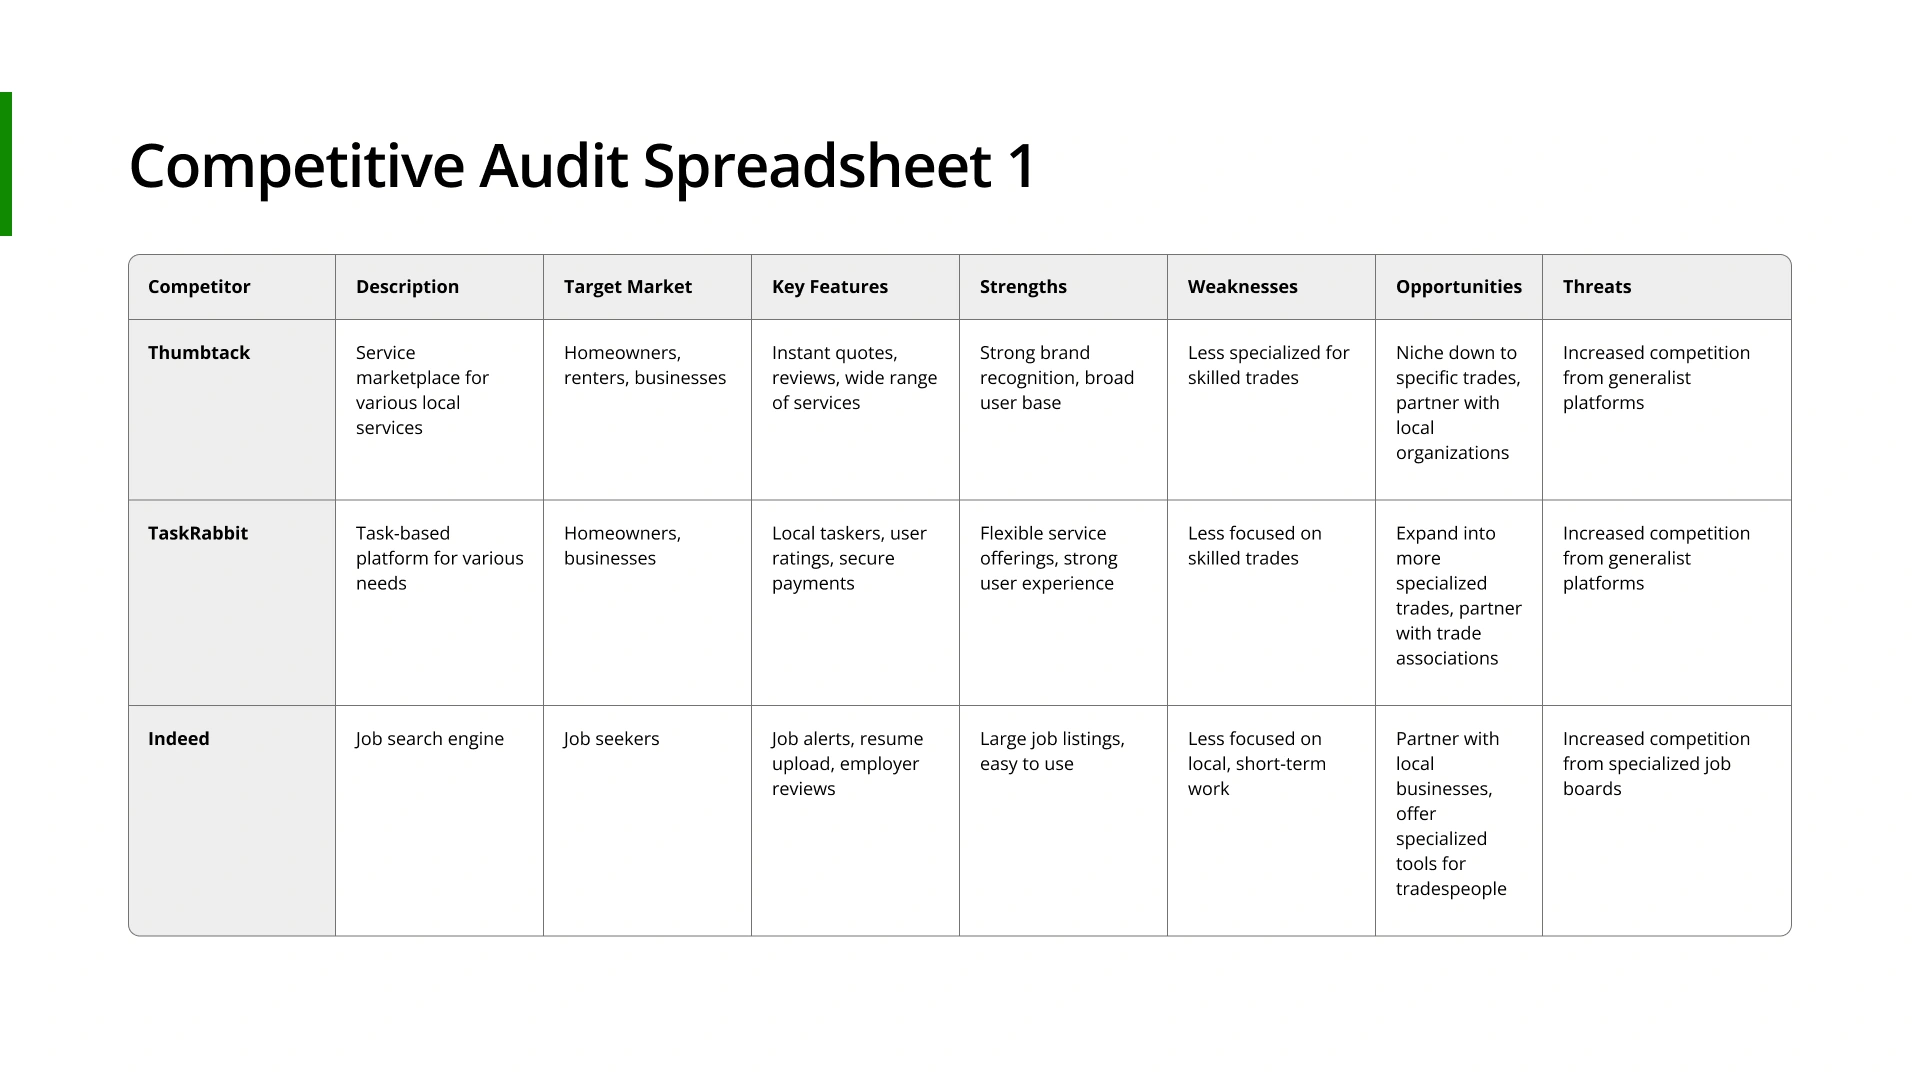 Competitive Audit Spreadsheet 1
Competitor
Description
Target Market
Key Features
Strengths
Weaknesses
Opportunities
Threats
Thumbtack
Service
marketplace for
various local
services
Homeowners,
renters, businesses
Instant quotes,
reviews, wide range
of services
Strong brand
recognition, broad
user base
Less specialized for
skilled trades
Niche down to
specific trades,
partner with
local
organizations
Increased competition
from generalist
platforms
TaskRabbit
Task-based
platform for various
needs
Homeowners,
businesses
Local taskers, user
ratings, secure
payments
Flexible service
offerings, strong
user experience
Less focused on
skilled trades
Expand into
more
specialized
trades, partner
with trade
associations
Increased competition
from generalist
platforms
Indeed
Job search engine
Job seekers
Job alerts, resume
upload, employer
reviews
Large job listings,
easy to use
Less focused on
local, short-term
work
Partner with
local
businesses,
offer
specialized
tools for
tradespeople
Increased competition
from specialized job
boards